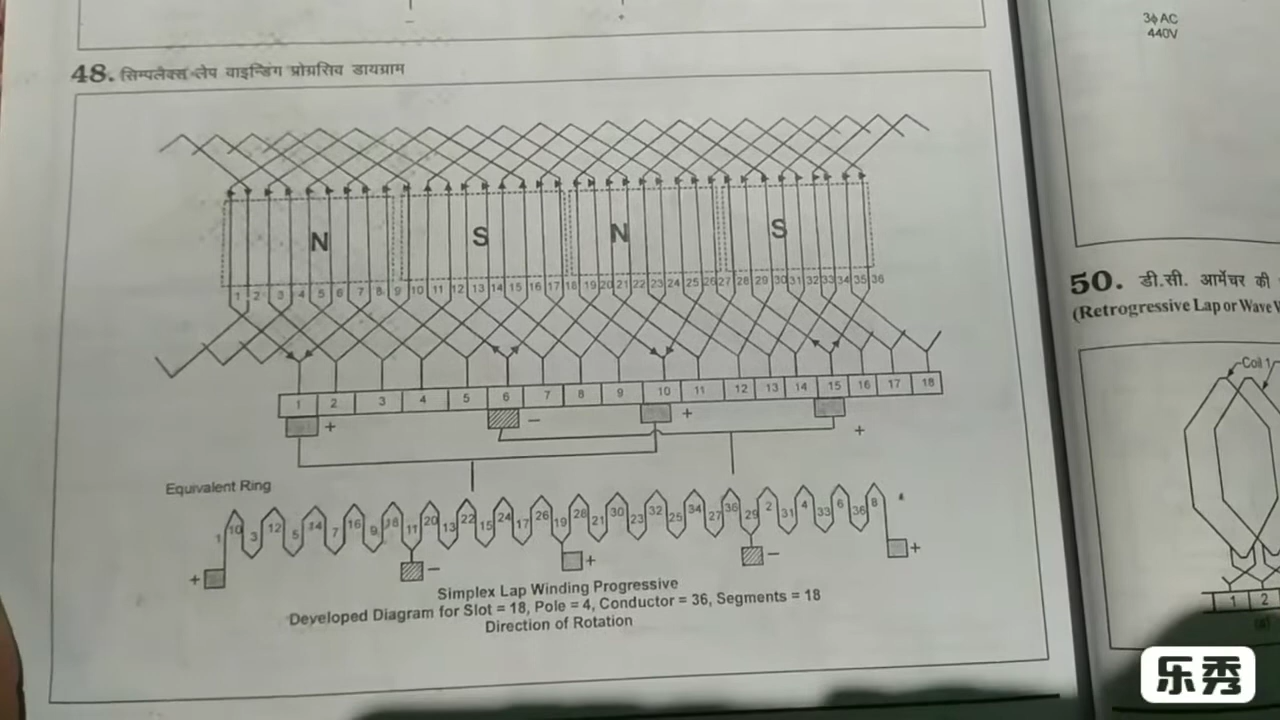 3ϕ AC
440V
48. सिम्पलेक्स लेप वाइन्डिंग प्रोग्रसिव डायग्राम
N S N S
1 2 3 4 5 6 7 8 9 10 11 12 13 14 15 16 17 18 19 20 21 22 23 24 25 26 27 28 29 30 31 32 33 34 35 36
1 2 3 4 5 6 7 8 9 10 11 12 13 14 15 16 17 18
+ − + +
Equivalent Ring
1 10 3 12 5 14 7 16 9 18 11 20 13 22 15 24 17 26 19 28 21 30 23 32 25 34 27 36 29 2 31 4 33 6 36 8
+ − + − +
Simplex Lap Winding Progressive
Developed Diagram for Slot = 18, Pole = 4, Conductor = 36, Segments = 18
Direction of Rotation
50. डी.सी. आर्मेचर की
(Retrogressive Lap or Wave
Coil 1
1 2
乐秀